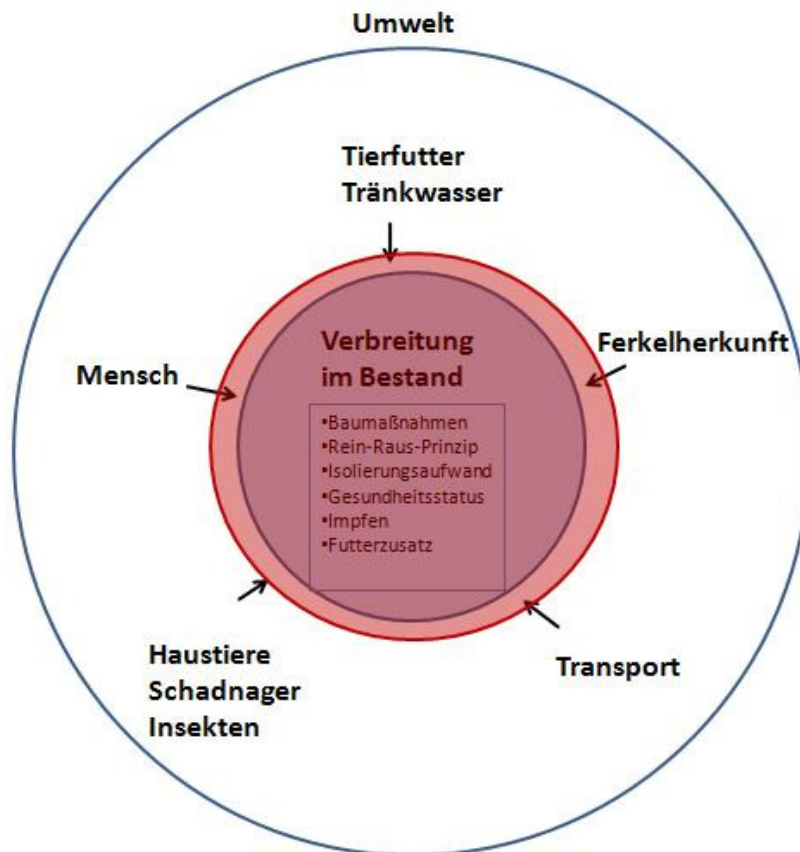 Umwelt
Tierfutter
Tränkwasser
Verbreitung
im Bestand
Ferkelherkunft
Mensch
▪Baumaßnahmen
▪Rein-Raus-Prinzip
▪Isolierungsaufwand
▪Gesundheitsstatus
▪Impfen
▪Futterzusatz
Haustiere
Schadnager
Insekten
Transport